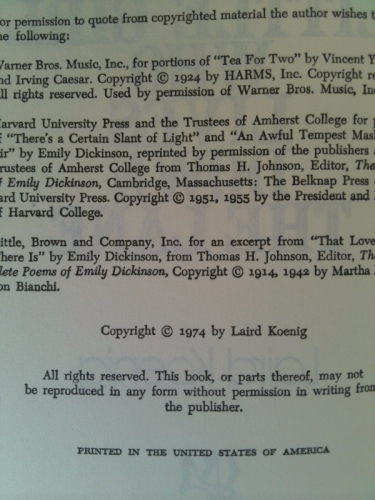 or permission to quote from copyrighted material the author wishes t
ne following:
Varner Bros. Music, Inc., for portions of "Tea For Two" by Vincent Y
nd Irving Caesar. Copyright © 1924 by HARMS, Inc. Copyright re
ll rights reserved. Used by permission of Warner Bros. Music, Inc
arvard University Press and the Trustees of Amherst College for p
f "There's a Certain Slant of Light" and "An Awful Tempest Mash
ir" by Emily Dickinson, reprinted by permission of the publishers a
rustees of Amherst College from Thomas H. Johnson, Editor, The
f Emily Dickinson, Cambridge, Massachusetts: The Belknap Press
ard University Press. Copyright © 1951, 1955 by the President and
of Harvard College.
ittle, Brown and Company, Inc. for an excerpt from "That Love
here Is" by Emily Dickinson, from Thomas H. Johnson, Editor, The
lete Poems of Emily Dickinson, Copyright © 1914, 1942 by Martha
on Bianchi.
Copyright © 1974 by Laird Koenig
All rights reserved. This book, or parts thereof, may not
be reproduced in any form without permission in writing from
the publisher.
PRINTED IN THE UNITED STATES OF AMERICA